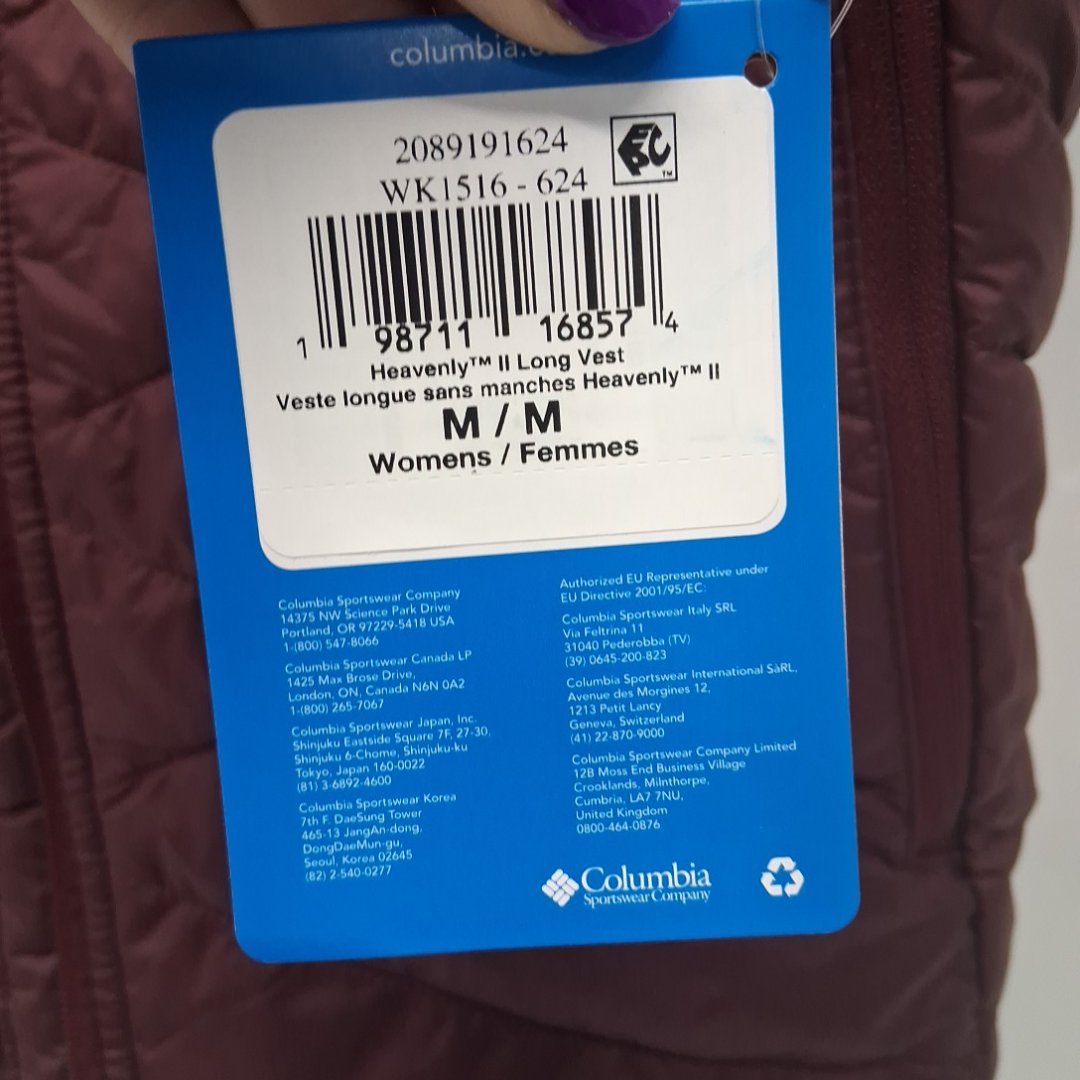 columbia.
2089191624
EPC™
WK1516 - 624
1 98711 16857 4
Heavenly™ II Long Vest
Veste longue sans manches Heavenly™ II
M / M
Womens / Femmes
Columbia Sportswear Company
14375 NW Science Park Drive
Portland, OR 97229-5418 USA
1-(800) 547-8066
Columbia Sportswear Canada LP
1425 Max Brose Drive,
London, ON, Canada N6N 0A2
1-(800) 265-7067
Columbia Sportswear Japan, Inc.
Shinjuku Eastside Square 7F, 27-30,
Shinjuku 6-Chome, Shinjuku-ku
Tokyo, Japan 160-0022
(81) 3-6892-4600
Columbia Sportswear Korea
7th F. DaeSung Tower
465-13 JangAn-dong,
DongDaeMun-gu,
Seoul, Korea 02645
(82) 2-540-0277
Authorized EU Representative under
EU Directive 2001/95/EC:
Columbia Sportswear Italy SRL
Via Feltrina 11
31040 Pederobba (TV)
(39) 0645-200-823
Columbia Sportswear International SàRL,
Avenue des Morgines 12,
1213 Petit Lancy
Geneva, Switzerland
(41) 22-870-9000
Columbia Sportswear Company Limited
12B Moss End Business Village
Crooklands, Milnthorpe,
Cumbria, LA7 7NU,
United Kingdom
0800-464-0876
Columbia
Sportswear Company